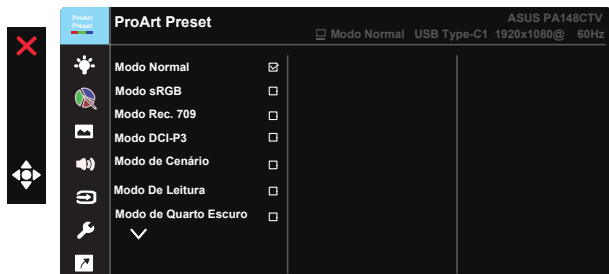 ProArt
Preset
ProArt Preset
ASUS PA148CTV
Modo Normal USB Type-C1 1920x1080@ 60Hz
Modo Normal
Modo sRGB
Modo Rec. 709
Modo DCI-P3
Modo de Cenário
Modo De Leitura
Modo de Quarto Escuro